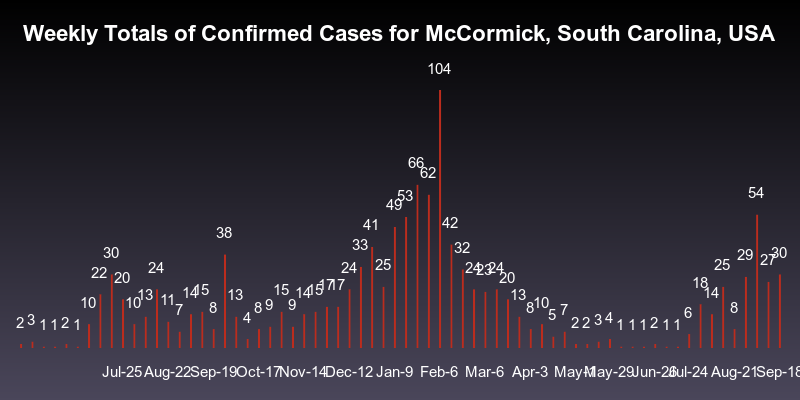 Weekly Totals of Confirmed Cases for McCormick, South Carolina, USA
2 3 1 1 2 1 10 22 30 20 10 13 24 11 7 14 15 8 38 13 4 8 9 15 9 14 15 17 17 24 33 41 25 49 53 66 62 104 42 32 24 23 24 20 13 8 10 5 7 2 2 3 4 1 1 1 2 1 1 6 18 14 25 8 29 54 27 30
Jul-25 Aug-22 Sep-19 Oct-17 Nov-14 Dec-12 Jan-9 Feb-6 Mar-6 Apr-3 May-1 May-29 Jun-26 Jul-24 Aug-21 Sep-18